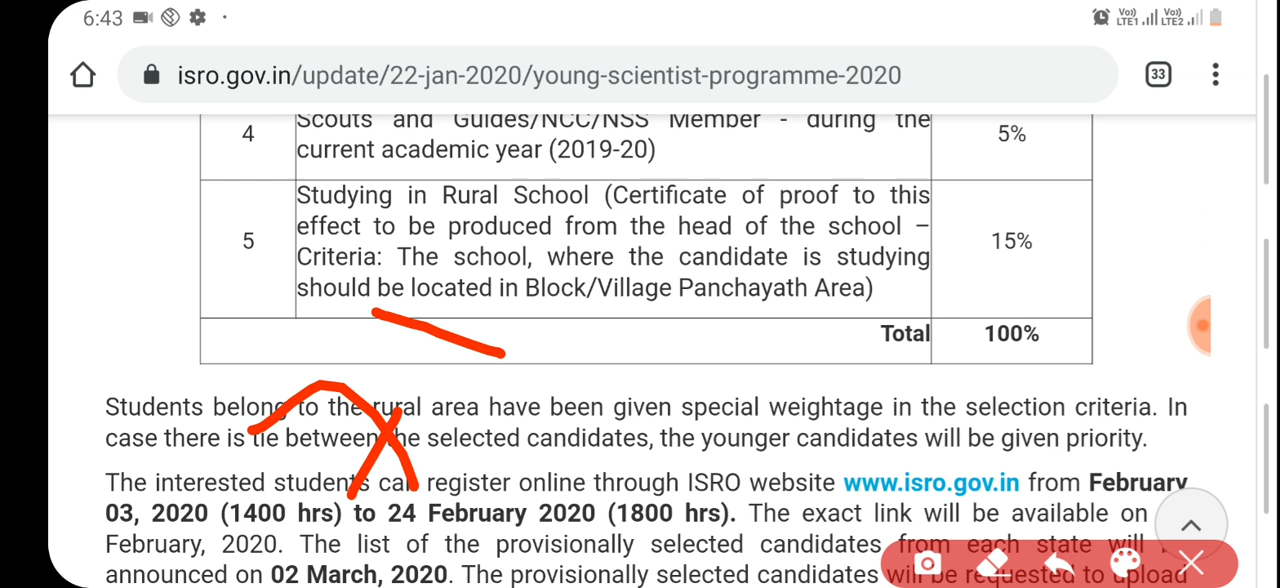 6:43
Vo)) LTE1 Vo)) LTE2
isro.gov.in/update/22-jan-2020/young-scientist-programme-2020
33
4 Scouts and Guides/NCC/NSS Member - during the 5%
current academic year (2019-20)
Studying in Rural School (Certificate of proof to this
effect to be produced from the head of the school –
5 Criteria: The school, where the candidate is studying 15%
should be located in Block/Village Panchayath Area)
Total 100%
Students belong to the rural area have been given special weightage in the selection criteria. In
case there is tie between the selected candidates, the younger candidates will be given priority.
The interested students can register online through ISRO website www.isro.gov.in from February
03, 2020 (1400 hrs) to 24 February 2020 (1800 hrs). The exact link will be available on
February, 2020. The list of the provisionally selected candidates from each state will
announced on 02 March, 2020. The provisionally selected candidates will be requested to upload